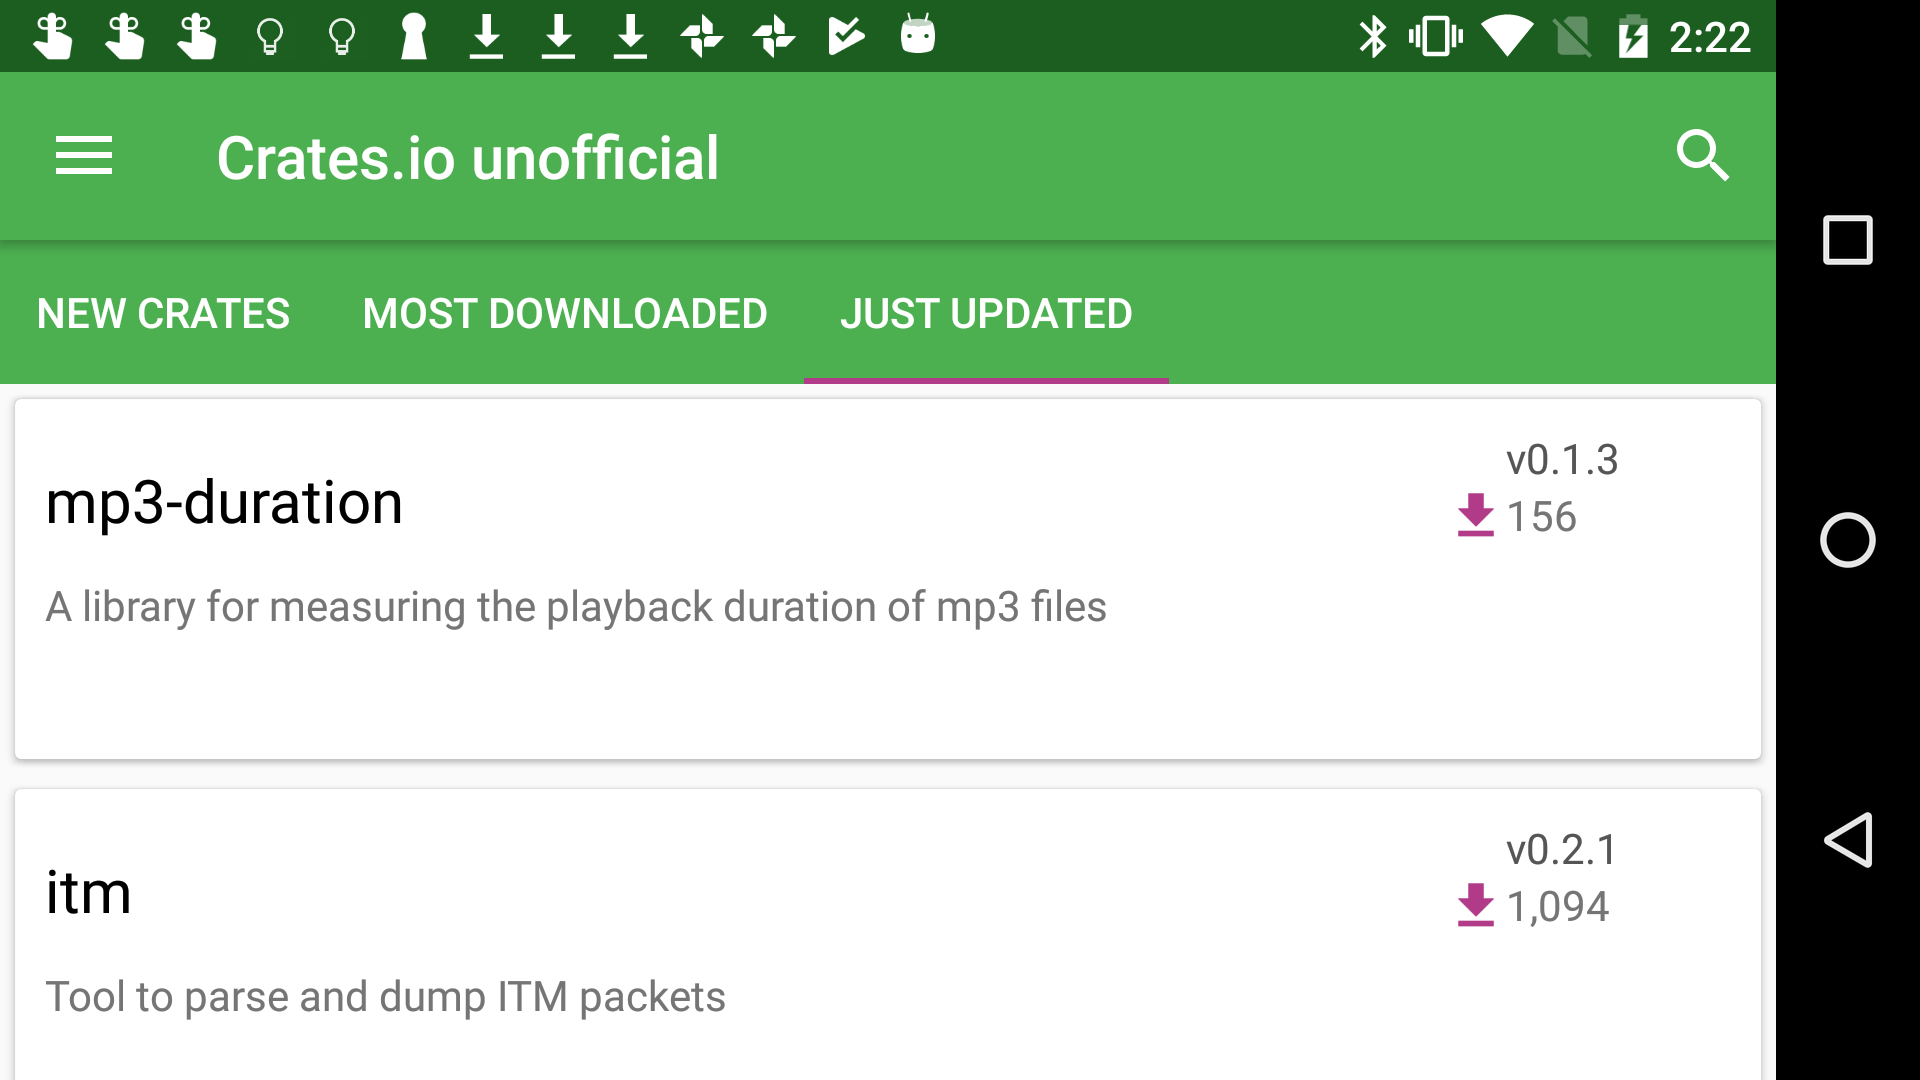 2:22
Crates.io unofficial
NEW CRATES MOST DOWNLOADED JUST UPDATED
mp3-duration
v0.1.3
156
A library for measuring the playback duration of mp3 files
itm
v0.2.1
1,094
Tool to parse and dump ITM packets